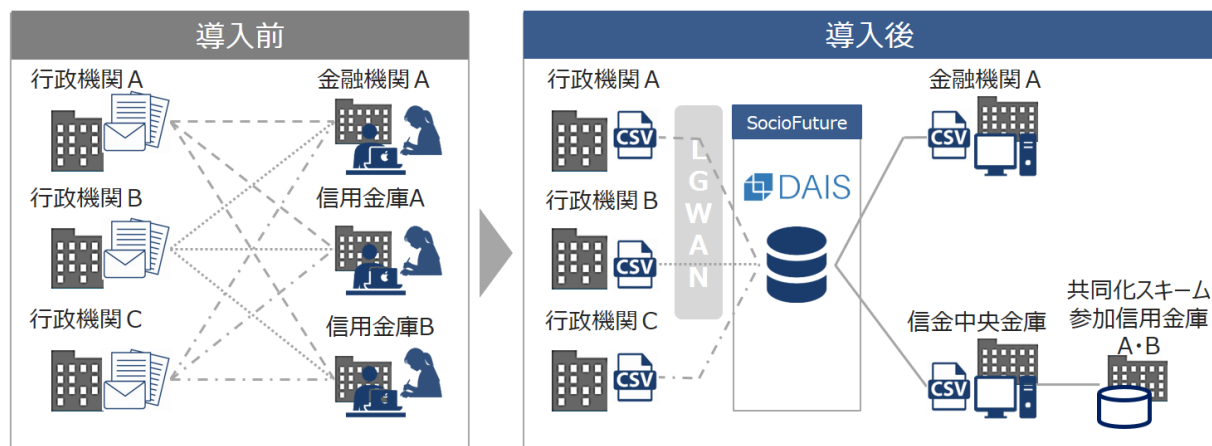 導入前
行政機関A
金融機関A
行政機関B
信用金庫A
行政機関C
信用金庫B
導入後
行政機関A
CSV
行政機関B
CSV
行政機関C
CSV
LGWAN
SocioFuture
DAIS
金融機関A
CSV
信金中央金庫
CSV
共同化スキーム
参加信用金庫
A・B